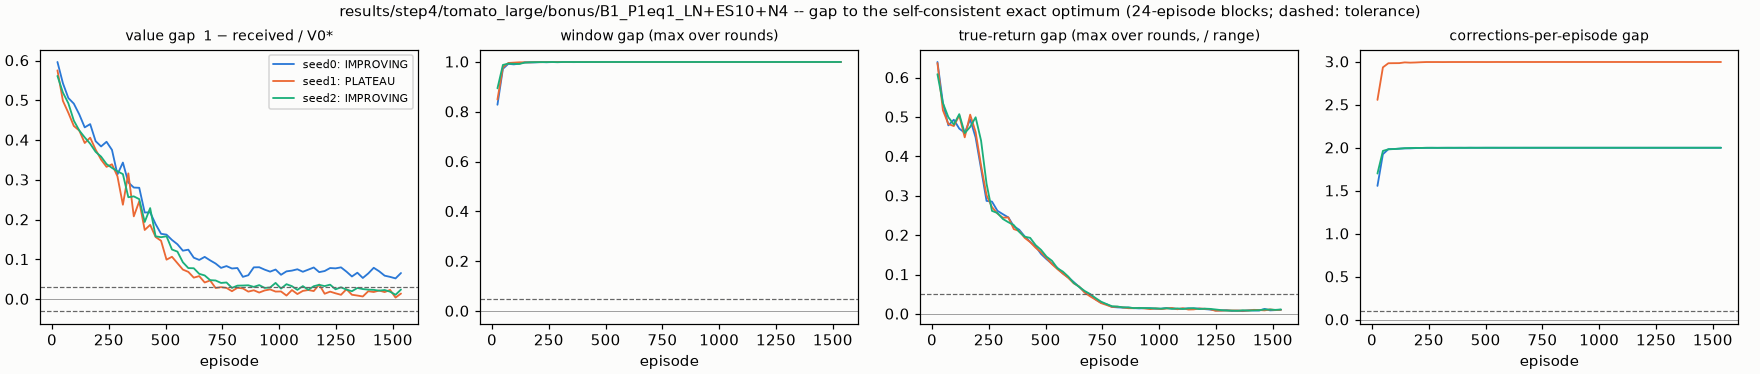 results/step4/tomato_large/bonus/B1_P1eq1_LN+ES10+N4 -- gap to the self-consistent exact optimum (24-episode blocks; dashed: tolerance)
value gap 1 − received / V0*
0.6
0.5
0.4
0.3
0.2
0.1
0.0
seed0: IMPROVING
seed1: PLATEAU
seed2: IMPROVING
0 250 500 750 1000 1250 1500
episode
window gap (max over rounds)
1.0
0.8
0.6
0.4
0.2
0.0
0 250 500 750 1000 1250 1500
episode
true-return gap (max over rounds, / range)
0.6
0.5
0.4
0.3
0.2
0.1
0.0
0 250 500 750 1000 1250 1500
episode
corrections-per-episode gap
3.0
2.5
2.0
1.5
1.0
0.5
0.0
0 250 500 750 1000 1250 1500
episode